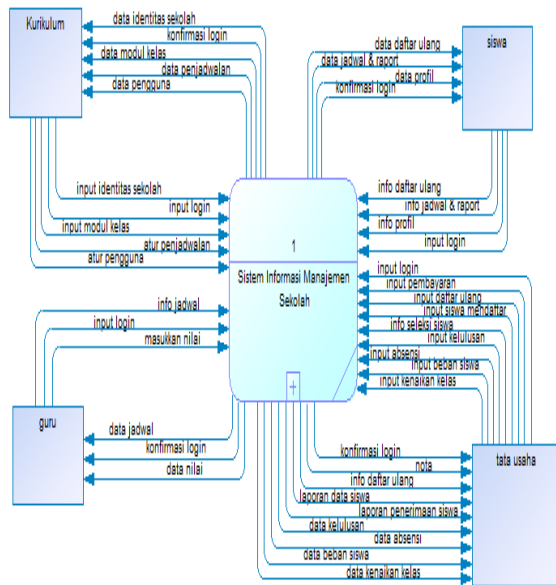 Kurikulum
data identitas sekolah
konfirmasi login
data modul kelas
data penjadwalan
data pengguna
siswa
data daftar ulang
data jadwal & raport
data profil
konfirmasi login
input identitas sekolah
input login
input modul kelas
atur penjadwalan
atur pengguna
info daftar ulang
info jadwal & raport
info profil
input login
1
Sistem Informasi Manajemen
Sekolah
+
info jadwal
input login
masukkan nilai
input login
input pembayaran
input daftar ulang
input siswa mendaftar
info seleksi siswa
input kelulusan
input absensi
input beban siswa
input kenaikan kelas
guru
data jadwal
konfirmasi login
data nilai
tata usaha
konfirmasi login
nota
info daftar ulang
laporan data siswa
laporan penerimaan siswa
data kelulusan
data absensi
data beban siswa
data kenaikan kelas